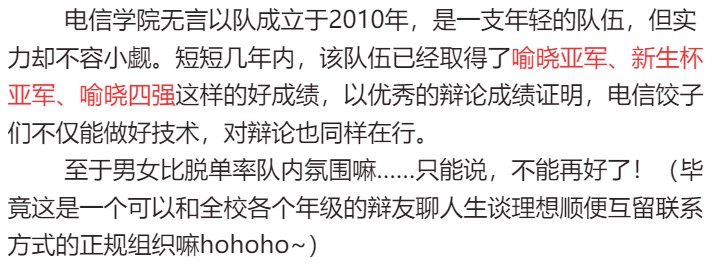 电信学院无言以队成立于2010年，是一支年轻的队伍，但实
力却不容小觑。短短几年内，该队伍已经取得了喻晓亚军、新生杯
亚军、喻晓四强这样的好成绩，以优秀的辩论成绩证明，电信饺子
们不仅能做好技术，对辩论也同样在行。
至于男女比脱单率队内氛围嘛......只能说，不能再好了！（毕
竟这是一个可以和全校各个年级的辩友聊人生谈理想顺便互留联系
方式的正规组织嘛hohoho~）